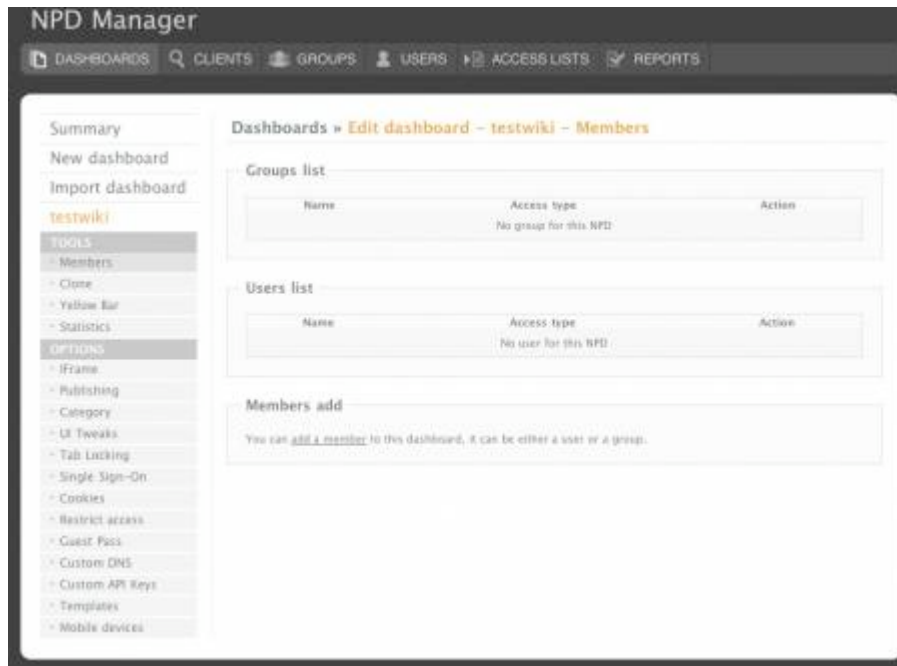 NPD Manager
DASHBOARDS CLIENTS GROUPS USERS ACCESS LISTS REPORTS
Summary
New dashboard
Import dashboard
testwiki
TOOLS
Members
Clone
Yellow Bar
Statistics
OPTIONS
IFrame
Publishing
Category
UI Tweaks
Tab Locking
Single Sign-On
Cookies
Restrict access
Guest Pass
Custom DNS
Custom API Keys
Templates
Mobile devices
Dashboards » Edit dashboard - testwiki - Members
Groups list
Name Access type Action
No group for this NPD
Users list
Name Access type Action
No user for this NPD
Members add
You can add a member to this dashboard, it can be either a user or a group.